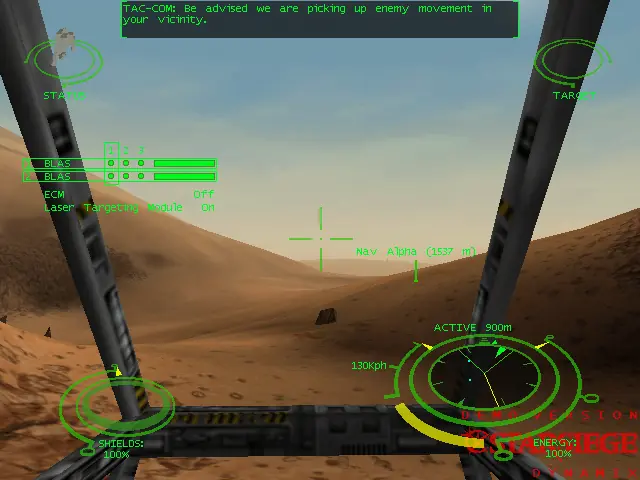 TAC-COM: Be advised we are picking up enemy movement in
your vicinity.
STATUS
TARGET
1 2 3
1 BLAS
2 BLAS
ECM Off
Laser Targeting Module On
Nav Alpha (1537 m)
ACTIVE 900m
130Kph
SHIELDS:
100%
DEMO VERSION
STARSIEGE
ENERGY:
100%
DYNAMIX